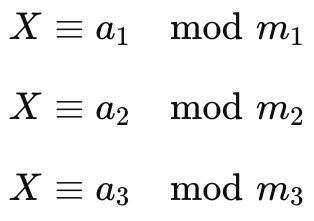 X ≡ a₁ mod m₁
X ≡ a₂ mod m₂
X ≡ a₃ mod m₃